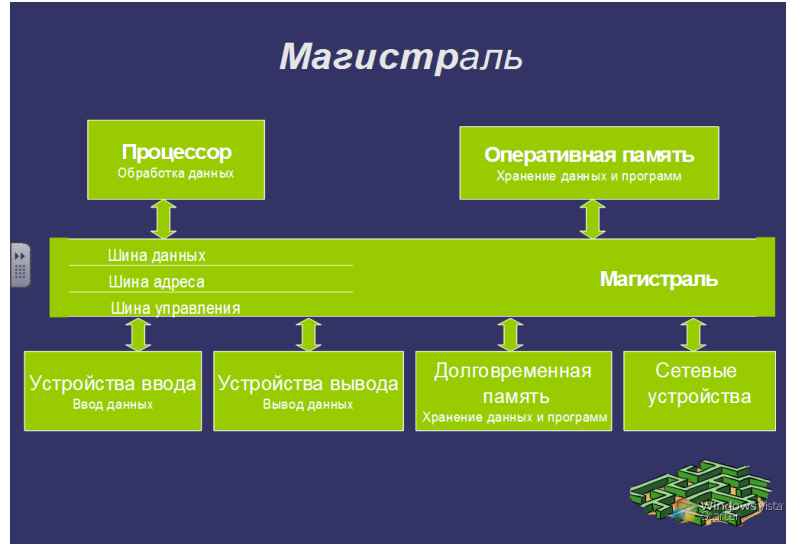 Магистраль
Процессор
Обработка данных
Оперативная память
Хранение данных и программ
Шина данных
Шина адреса
Шина управления
Магистраль
Устройства ввода
Ввод данных
Устройства вывода
Вывод данных
Долговременная
память
Хранение данных и программ
Сетевые
устройства
Windows Vista
Starter